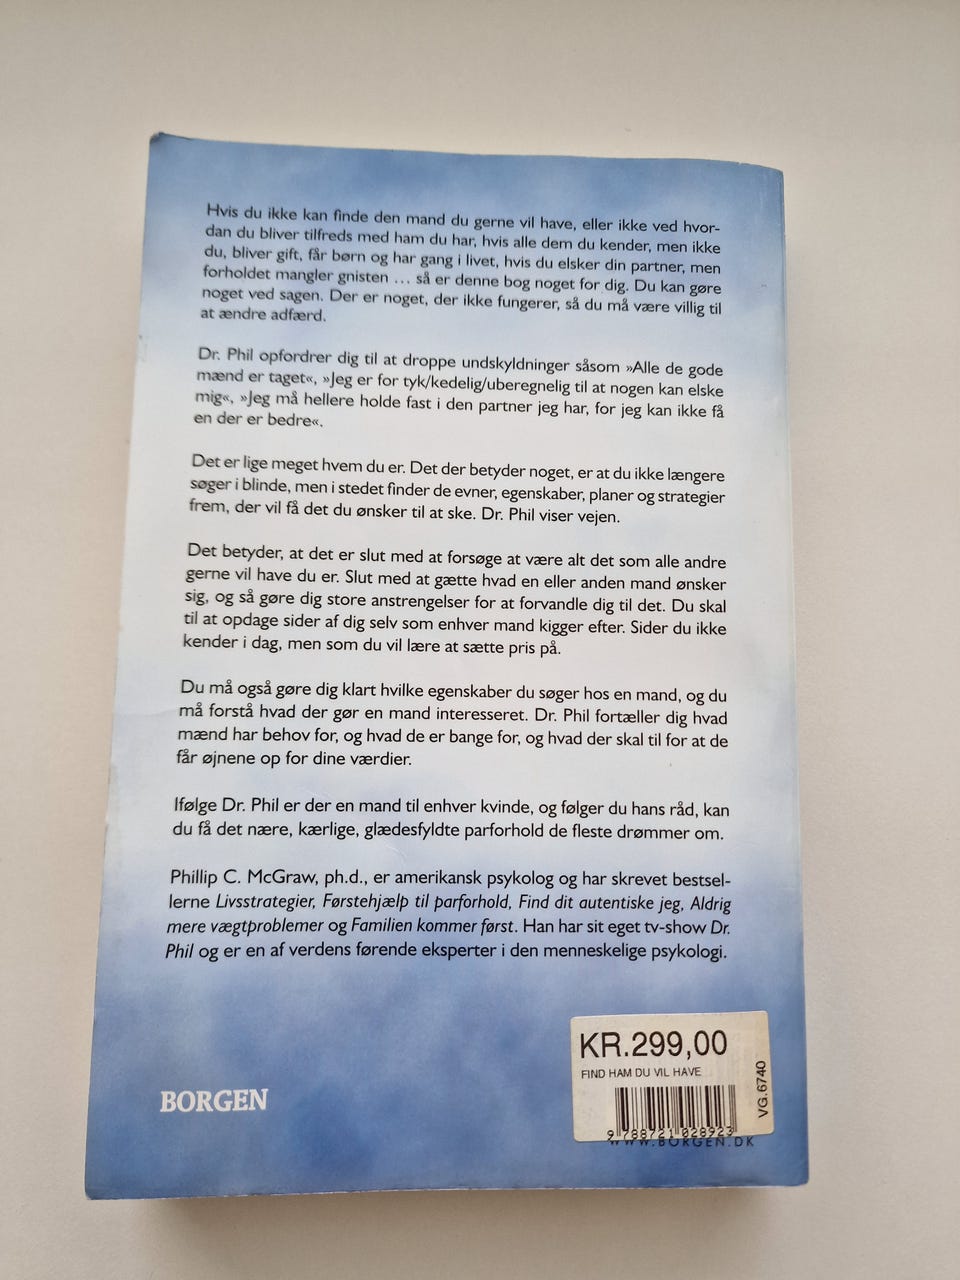 Hvis du ikke kan finde den mand du gerne vil have, eller ikke ved hvor-
dan du bliver tilfreds med ham du har, hvis alle dem du kender, men ikke
du, bliver gift, får børn og har gang i livet, hvis du elsker din partner, men
forholdet mangler gnisten ... så er denne bog noget for dig. Du kan gøre
noget ved sagen. Der er noget, der ikke fungerer, så du må være villig til
at ændre adfærd.
Dr. Phil opfordrer dig til at droppe undskyldninger såsom »Alle de gode
mænd er taget«, »Jeg er for tyk/kedelig/uberegnelig til at nogen kan elske
mig«, »Jeg må hellere holde fast i den partner jeg har, for jeg kan ikke få
en der er bedre«.
Det er lige meget hvem du er. Det der betyder noget, er at du ikke længere
søger i blinde, men i stedet finder de evner, egenskaber, planer og strategier
frem, der vil få det du ønsker til at ske. Dr. Phil viser vejen.
Det betyder, at det er slut med at forsøge at være alt det som alle andre
gerne vil have du er. Slut med at gætte hvad en eller anden mand ønsker
sig, og så gøre dig store anstrengelser for at forvandle dig til det. Du skal
til at opdage sider af dig selv som enhver mand kigger efter. Sider du ikke
kender i dag, men som du vil lære at sætte pris på.
Du må også gøre dig klart hvilke egenskaber du søger hos en mand, og du
må forstå hvad der gør en mand interesseret. Dr. Phil fortæller dig hvad
mænd har behov for, og hvad de er bange for, og hvad der skal til for at de
får øjnene op for dine værdier.
Ifølge Dr. Phil er der en mand til enhver kvinde, og følger du hans råd, kan
du få det nære, kærlige, glædesfyldte parforhold de fleste drømmer om.
Phillip C. McGraw, ph.d., er amerikansk psykolog og har skrevet bestsel-
lerne Livsstrategier, Førstehjælp til parforhold, Find dit autentiske jeg, Aldrig
mere vægtproblemer og Familien kommer først. Han har sit eget tv-show Dr.
Phil og er en af verdens førende eksperter i den menneskelige psykologi.
BORGEN
KR.299,00
FIND HAM DU VIL HAVE
VG.6740
9 788721 028923
WWW.BORGEN.DK